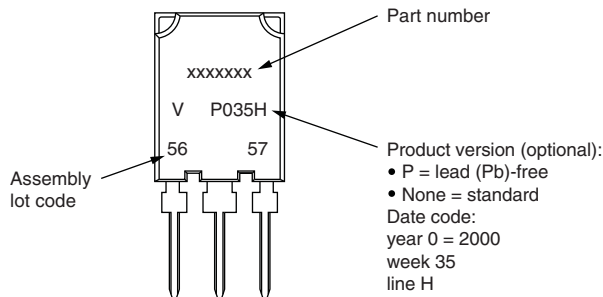 Part number
xxxxxxx
V P035H
56 57
Assembly
lot code
Product version (optional):
• P = lead (Pb)-free
• None = standard
Date code:
year 0 = 2000
week 35
line H